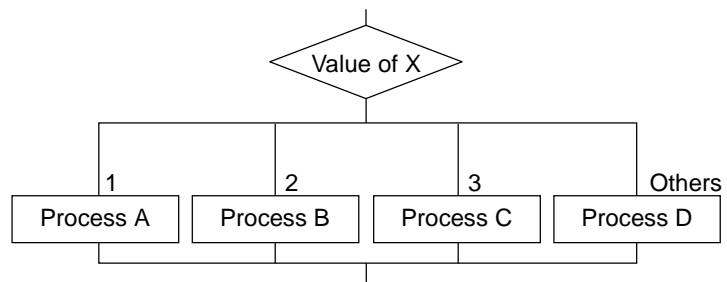 Value of X
1 2 3 Others
Process A Process B Process C Process D